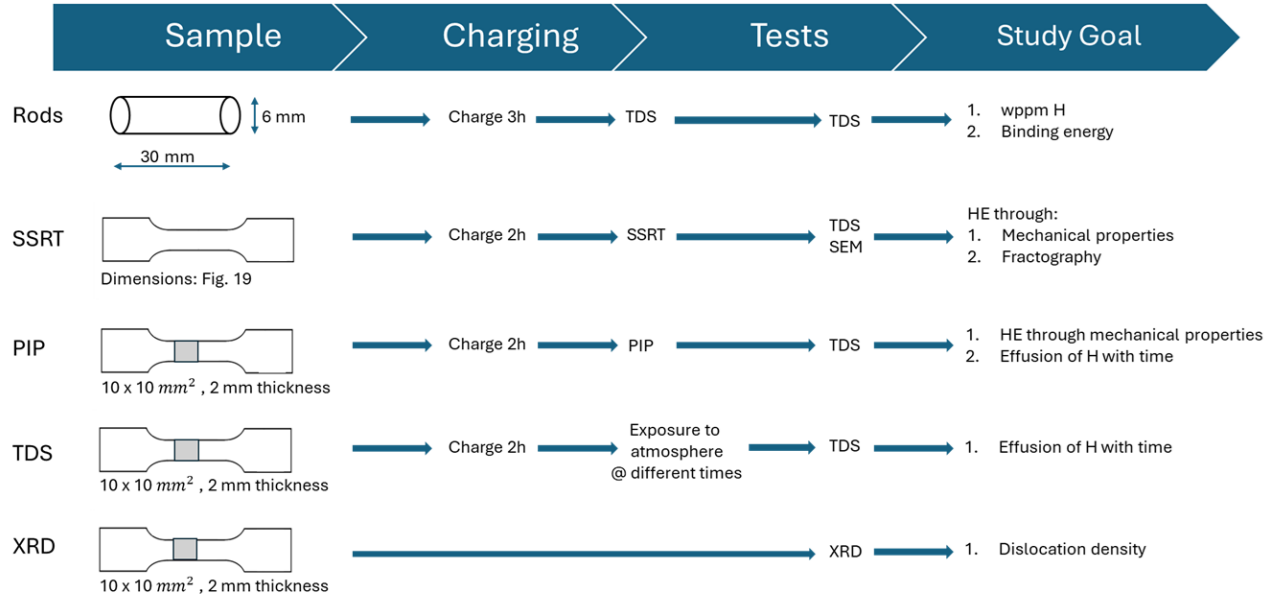 Sample
Charging
Tests
Study Goal
Rods
6 mm
30 mm
Charge 3h
TDS
TDS
1. wppm H
2. Binding energy
SSRT
Dimensions: Fig. 19
Charge 2h
SSRT
TDS
SEM
HE through:
1. Mechanical properties
2. Fractography
PIP
10 x 10 mm², 2 mm thickness
Charge 2h
PIP
TDS
1. HE through mechanical properties
2. Effusion of H with time
TDS
10 x 10 mm², 2 mm thickness
Charge 2h
Exposure to
atmosphere
@ different times
TDS
1. Effusion of H with time
XRD
10 x 10 mm², 2 mm thickness
XRD
1. Dislocation density